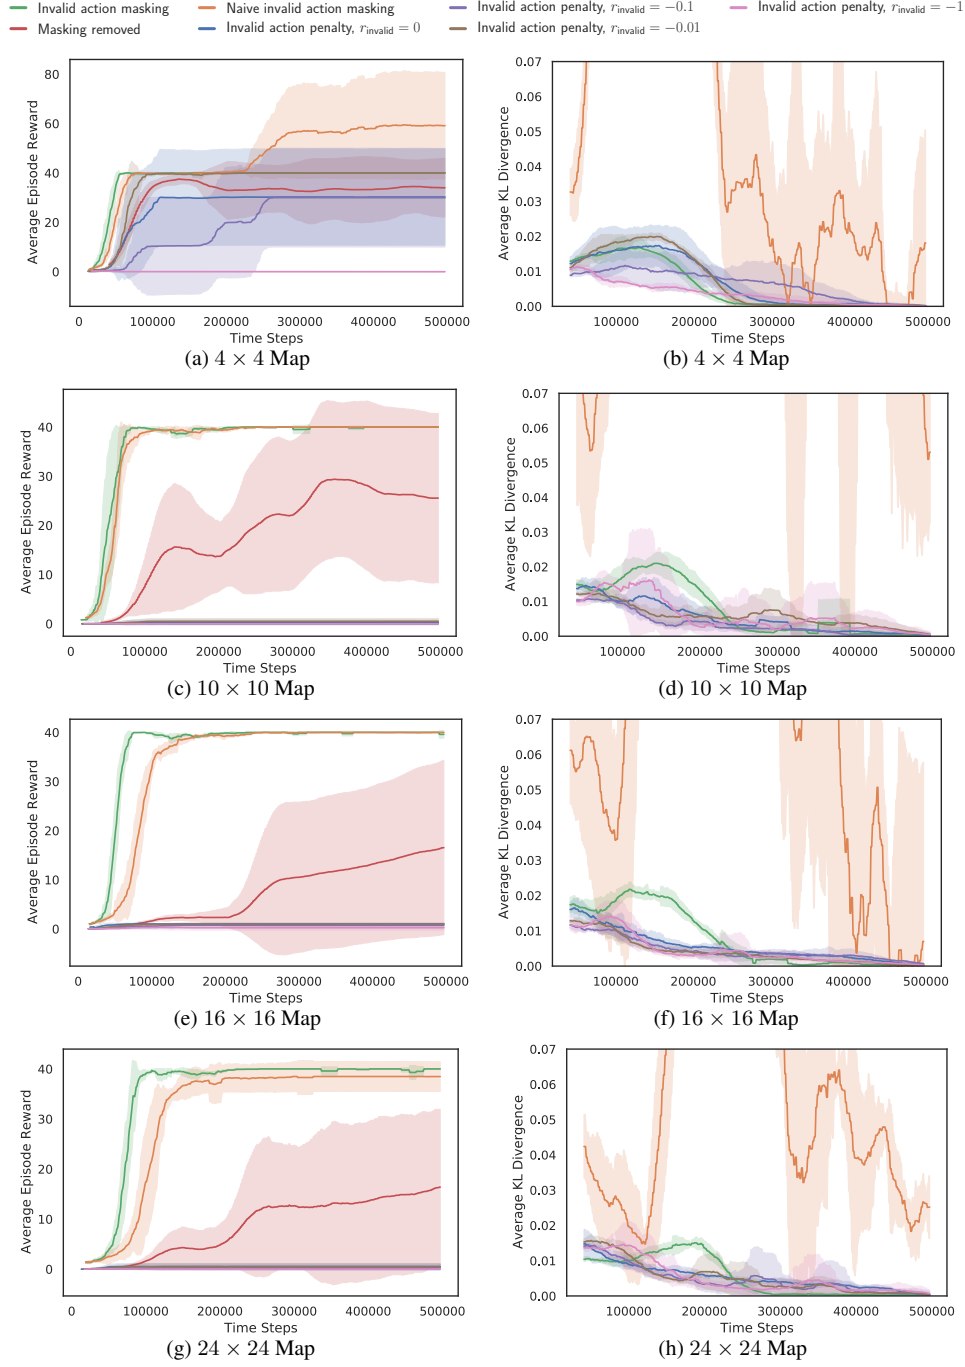 Invalid action masking
Naive invalid action masking
Invalid action penalty, r_invalid = −0.1
Invalid action penalty, r_invalid = −1
Masking removed
Invalid action penalty, r_invalid = 0
Invalid action penalty, r_invalid = −0.01
80
60
40
20
0
Average Episode Reward
0 100000 200000 300000 400000 500000
Time Steps
(a) 4 × 4 Map
0.07
0.06
0.05
0.04
0.03
0.02
0.01
0.00
Average KL Divergence
100000 200000 300000 400000 500000
Time Steps
(b) 4 × 4 Map
40
30
20
10
0
Average Episode Reward
0 100000 200000 300000 400000 500000
Time Steps
(c) 10 × 10 Map
0.07
0.06
0.05
0.04
0.03
0.02
0.01
0.00
Average KL Divergence
100000 200000 300000 400000 500000
Time Steps
(d) 10 × 10 Map
40
30
20
10
0
Average Episode Reward
0 100000 200000 300000 400000 500000
Time Steps
(e) 16 × 16 Map
0.07
0.06
0.05
0.04
0.03
0.02
0.01
0.00
Average KL Divergence
100000 200000 300000 400000 500000
Time Steps
(f) 16 × 16 Map
40
30
20
10
0
Average Episode Reward
0 100000 200000 300000 400000 500000
Time Steps
(g) 24 × 24 Map
0.07
0.06
0.05
0.04
0.03
0.02
0.01
0.00
Average KL Divergence
100000 200000 300000 400000 500000
Time Steps
(h) 24 × 24 Map